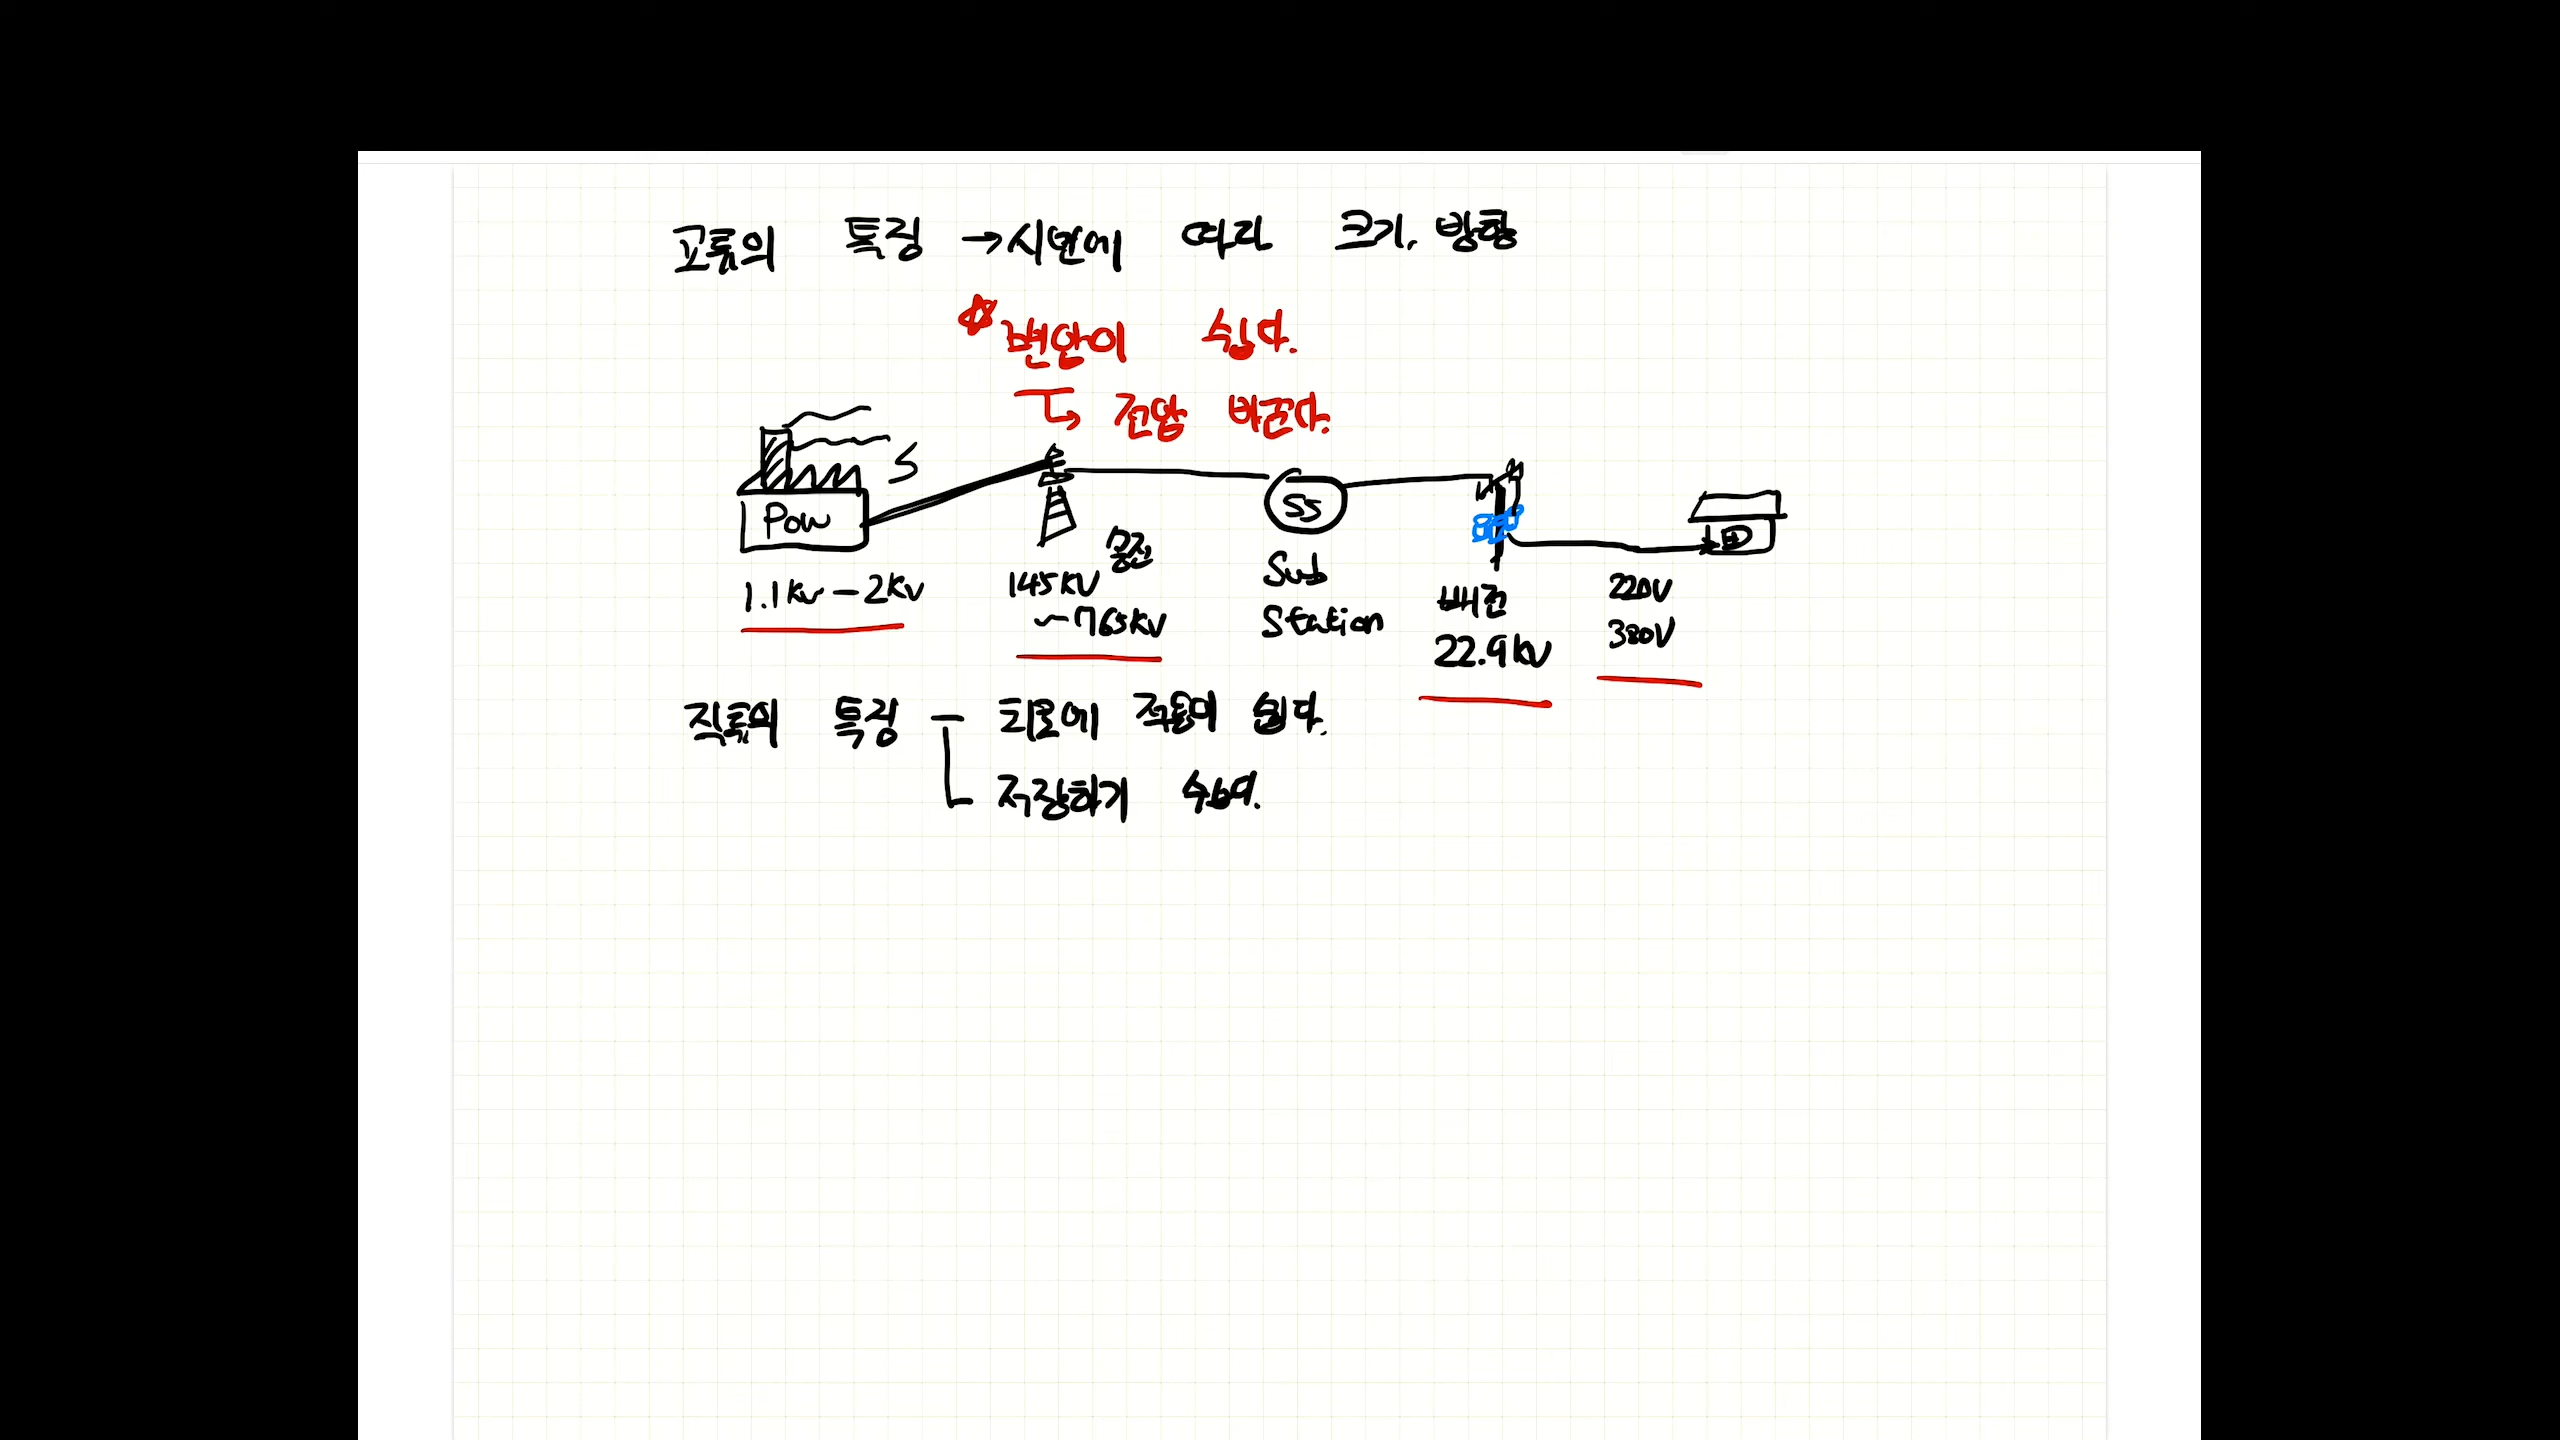 교류의 특징 → 시간에 따라 크기, 방향
변압이 쉽다.
전압 바꾼다.
Pow
SS
1.1kv - 2kv
송전
145kV
~765kV
Sub
Station
배전
22.9kV
220V
380V
직류의 특징 - 회로에 적용이 쉽다.
저장하기 쉽다.